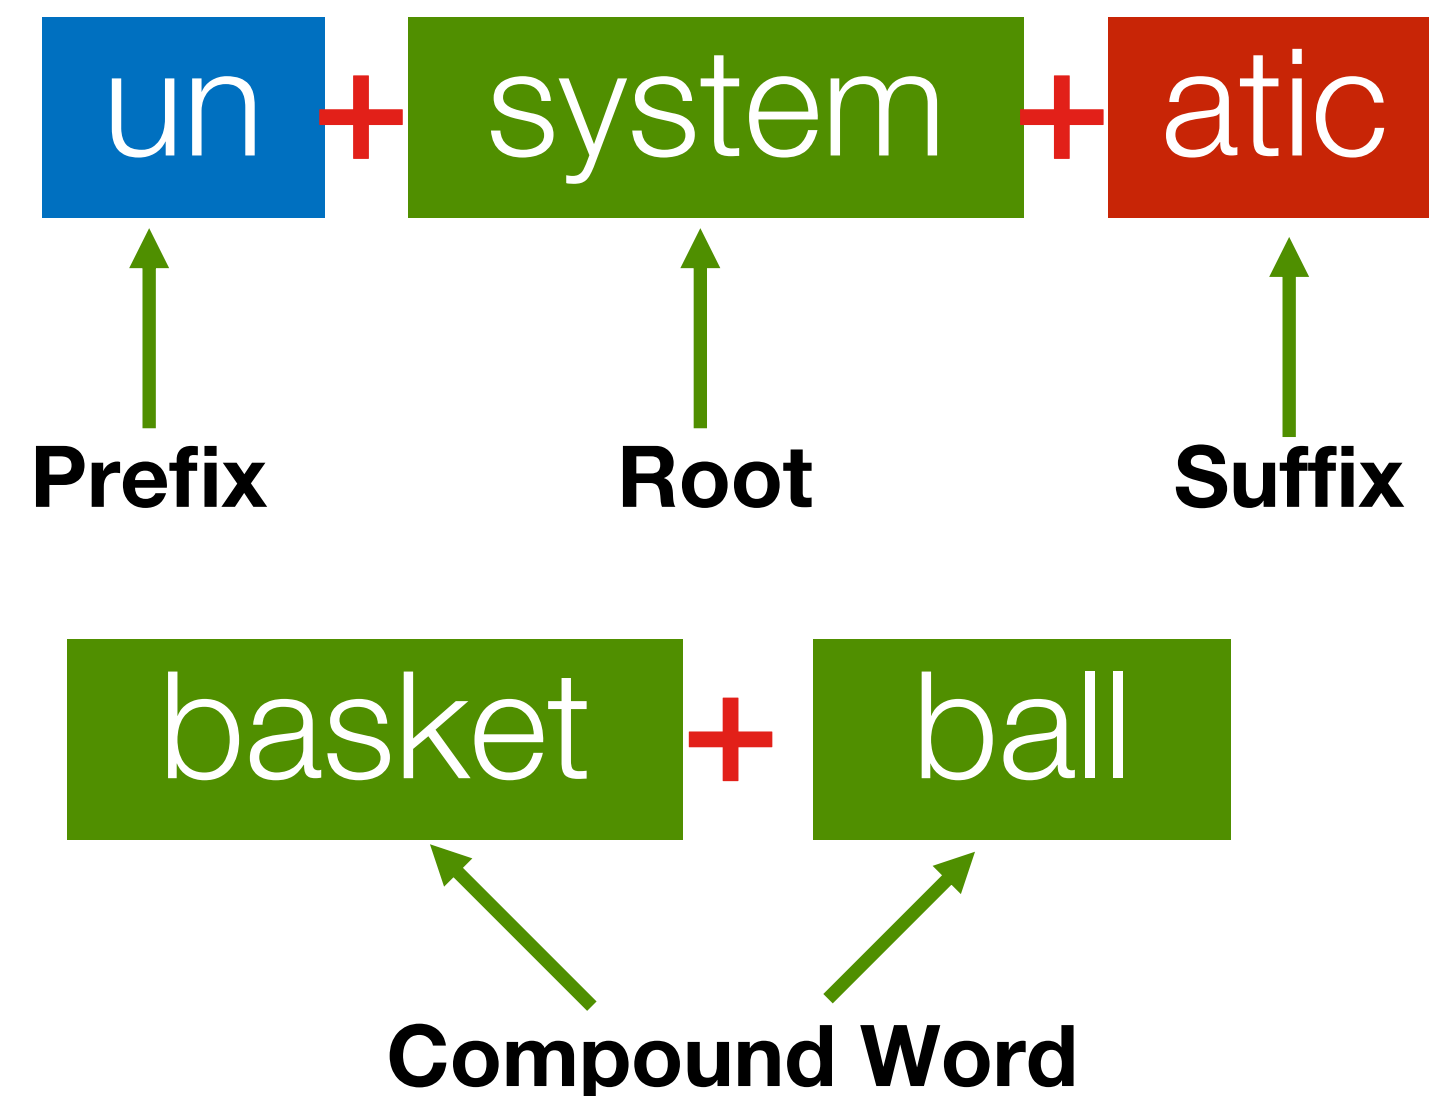 un + system + atic
Prefix Root Suffix
basket + ball
Compound Word